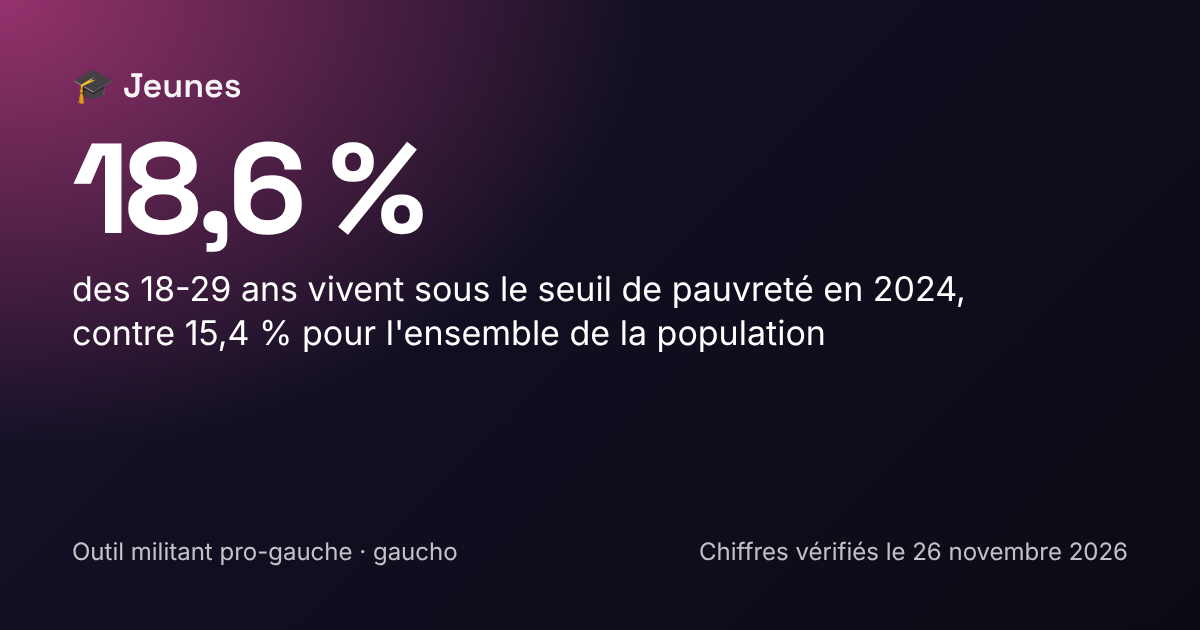 🎓 Jeunes
18,6 %
des 18-29 ans vivent sous le seuil de pauvreté en 2024,
contre 15,4 % pour l'ensemble de la population
Outil militant pro-gauche · gaucho
Chiffres vérifiés le 26 novembre 2026